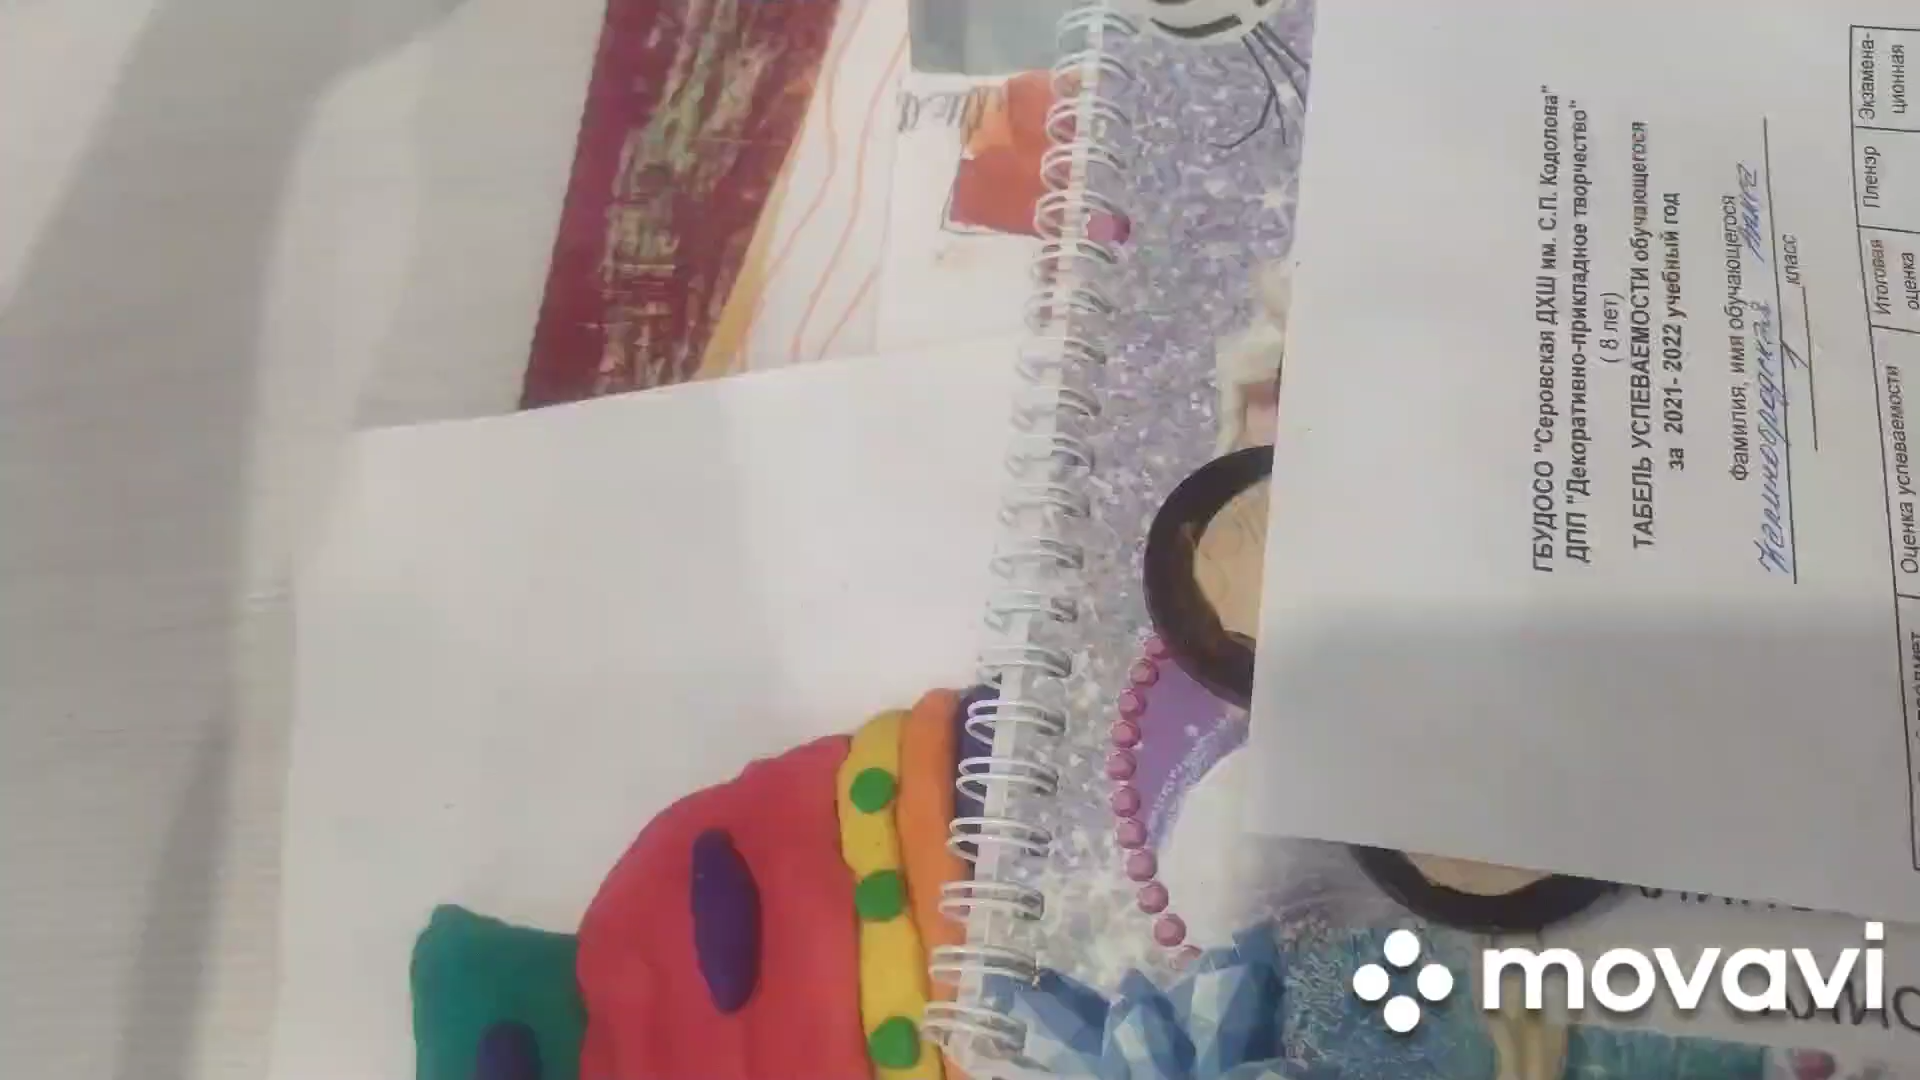 ГБУДОСО "Серовская ДХШ им. С.П. Кодолова"
ДПП "Декоративно-прикладное творчество"
( 8 лет)
ТАБЕЛЬ УСПЕВАЕМОСТИ обучающегося
за 2021- 2022 учебный год
Фамилия, имя обучающегося
1 класс
Оценка успеваемости
Итоговая оценка
Пленэр
Экзамена-
ционная
movavi